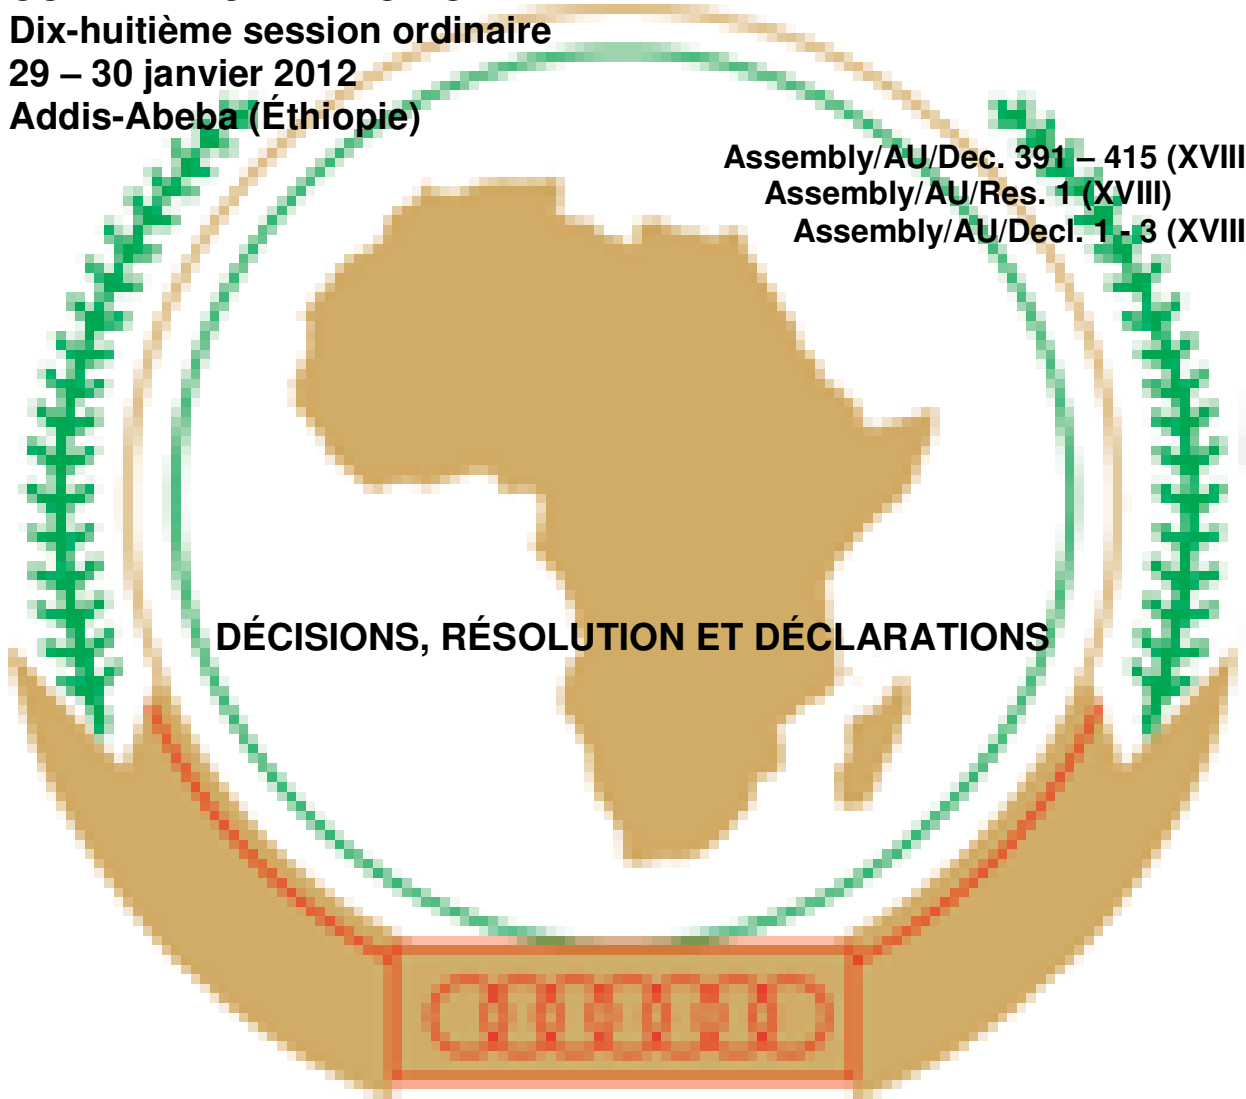 Dix-huitième session ordinaire
29 – 30 janvier 2012
Addis-Abeba (Éthiopie)
Assembly/AU/Dec. 391 – 415 (XVIII
Assembly/AU/Res. 1 (XVIII)
Assembly/AU/Decl. 1 - 3 (XVIII
DÉCISIONS, RÉSOLUTION ET DÉCLARATIONS